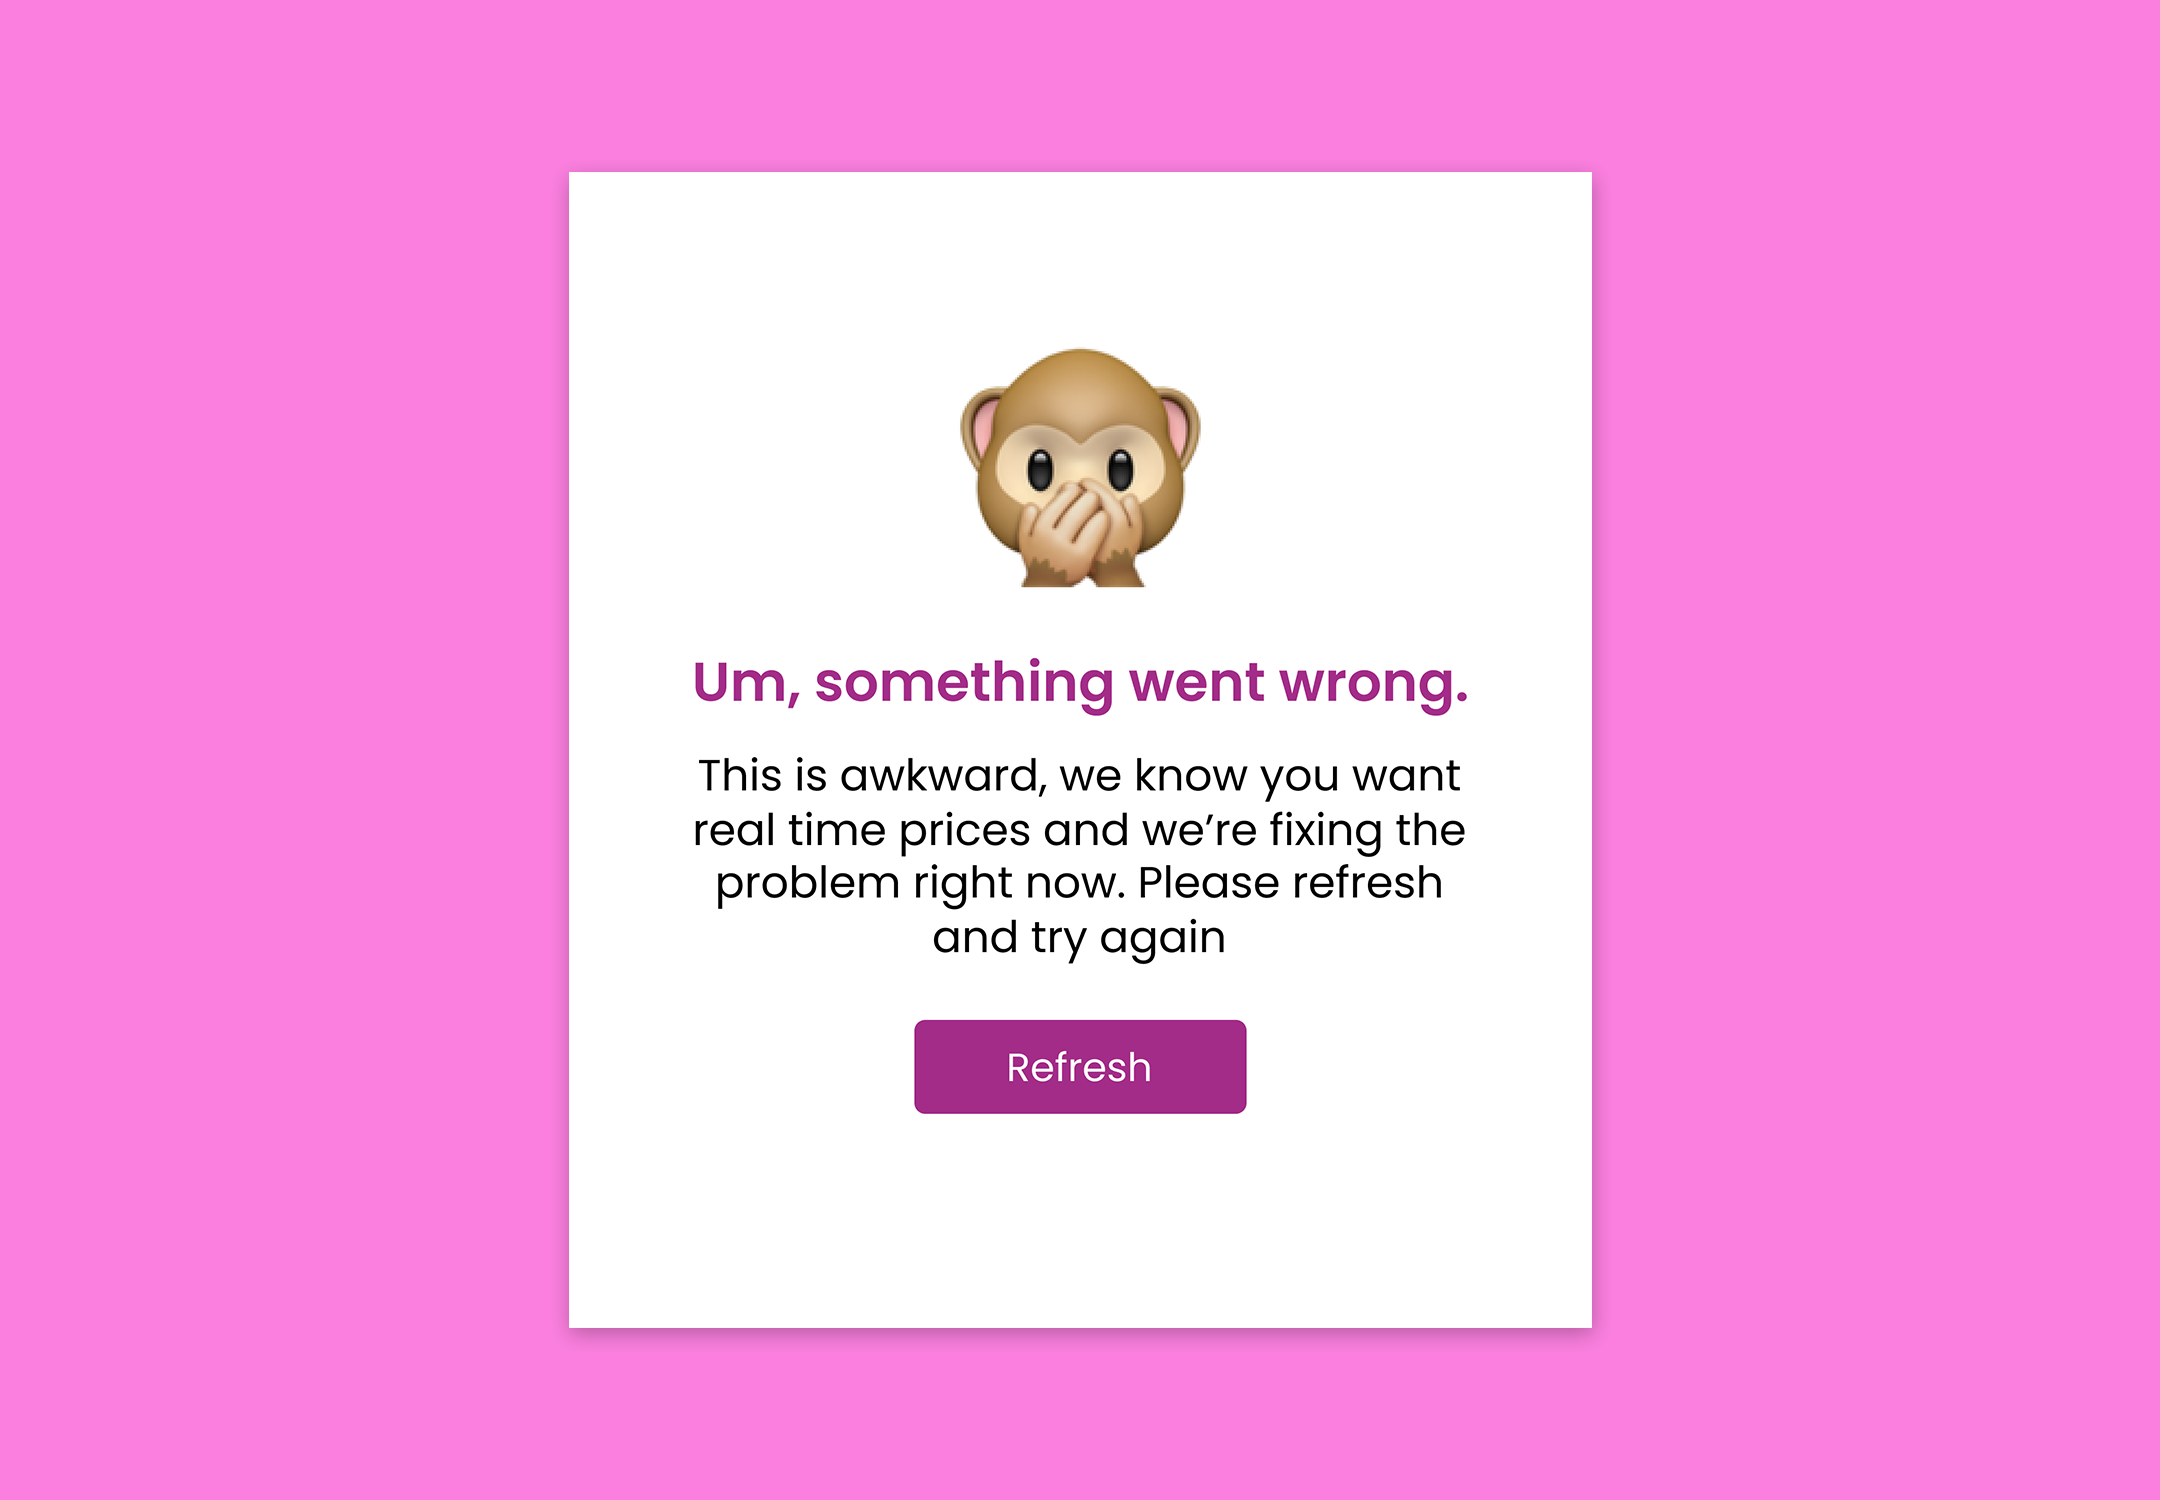 Um, something went wrong.
This is awkward, we know you want
real time prices and we’re fixing the
problem right now. Please refresh
and try again
Refresh